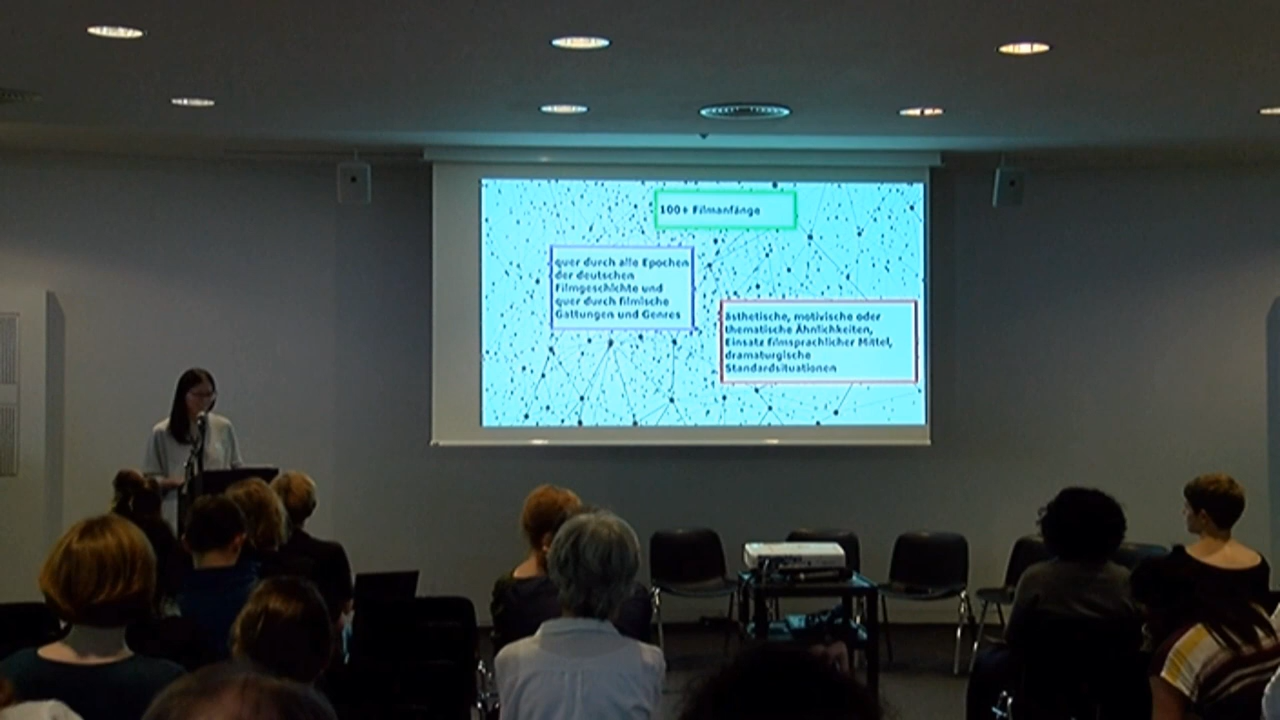 100+ Filmanfänge
quer durch alle Epochen
der deutschen
Filmgeschichte und
quer durch filmische
Gattungen und Genres
ästhetische, motivische oder
thematische Ähnlichkeiten,
Einsatz filmsprachlicher Mittel,
dramaturgische
Standardsituationen